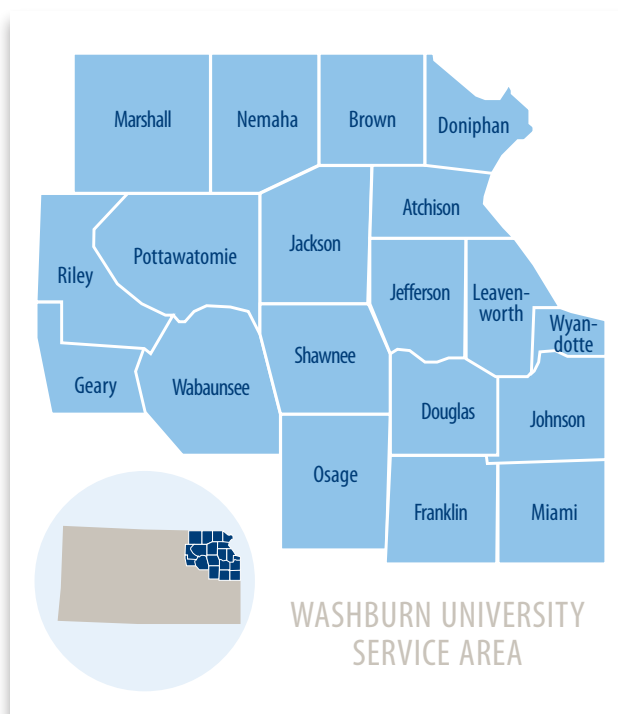 Marshall
Nemaha
Brown
Doniphan
Atchison
Jackson
Pottawatomie
Riley
Jefferson
Leaven-
worth
Wyan-
dotte
Shawnee
Geary
Wabaunsee
Douglas
Johnson
Osage
Franklin
Miami
WASHBURN UNIVERSITY
SERVICE AREA